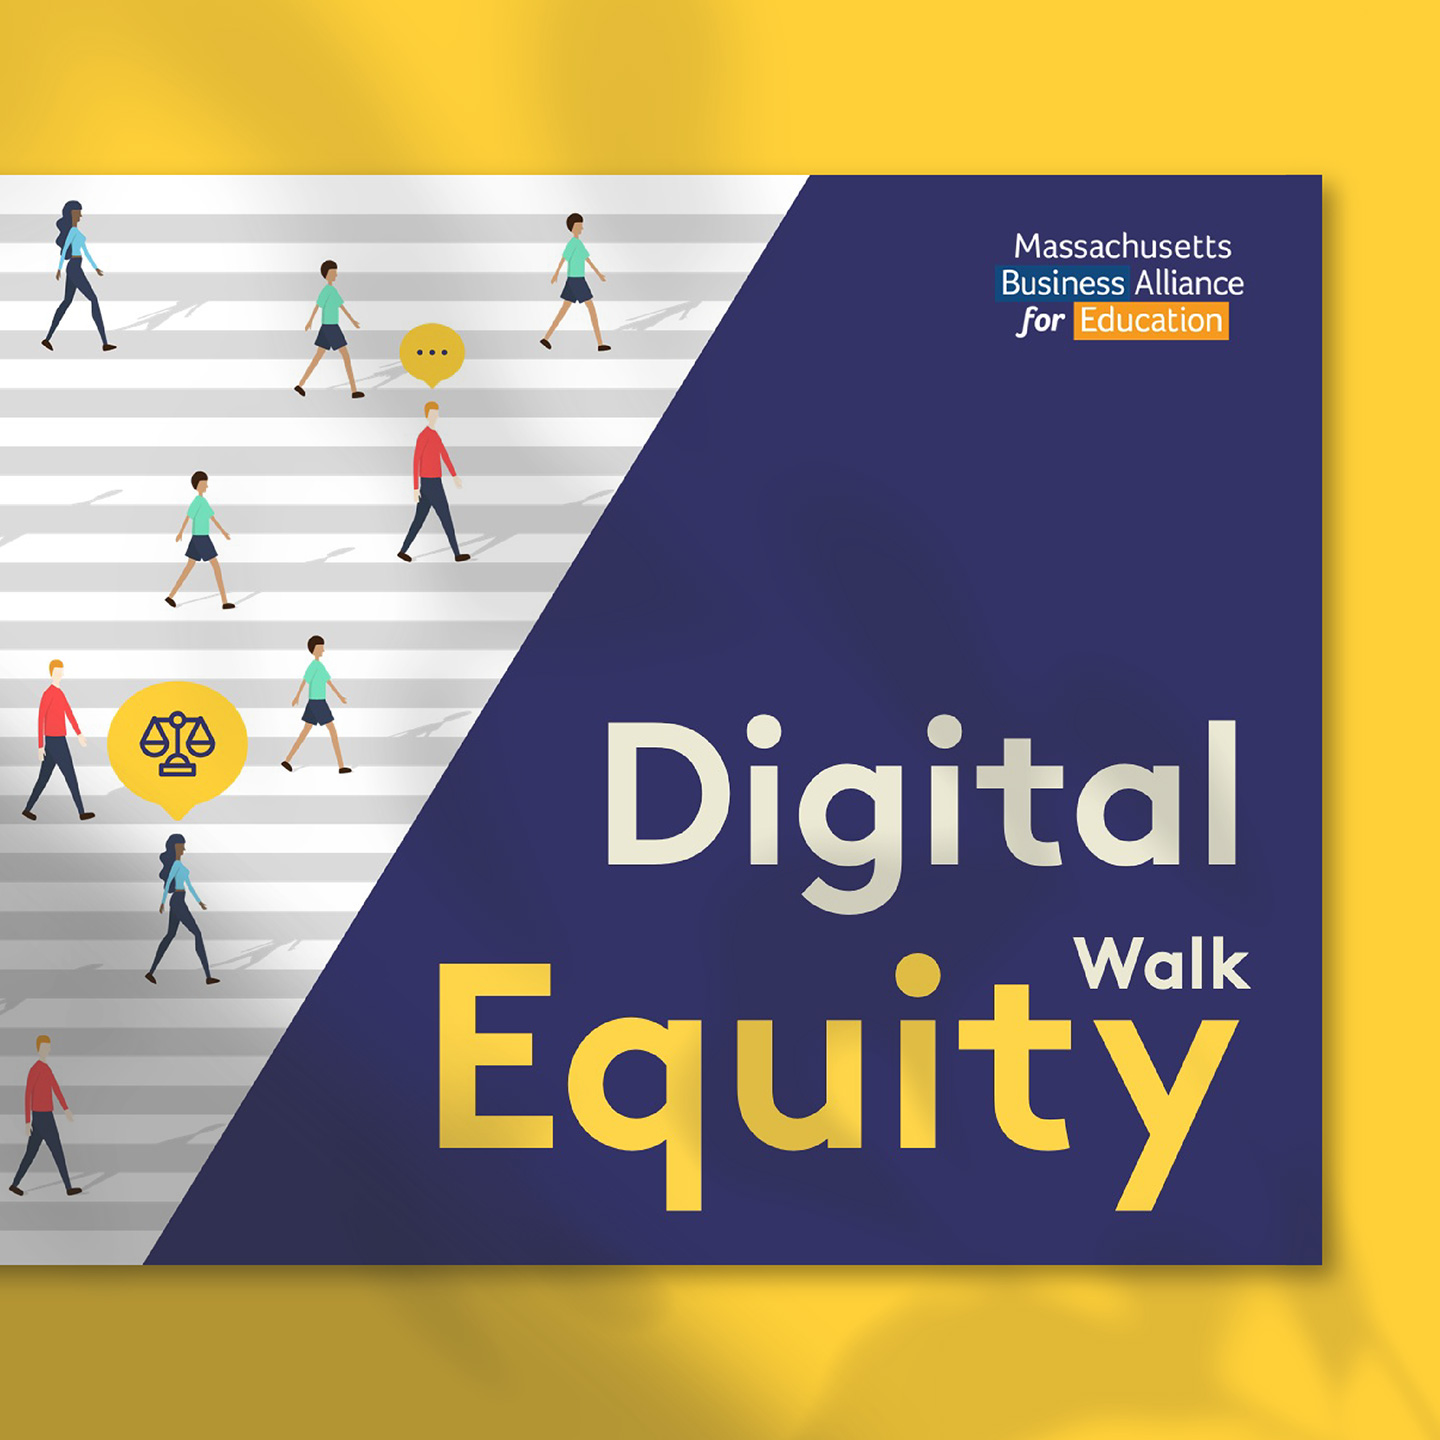 Massachusetts
Business Alliance
for Education
Digital
Walk
Equity